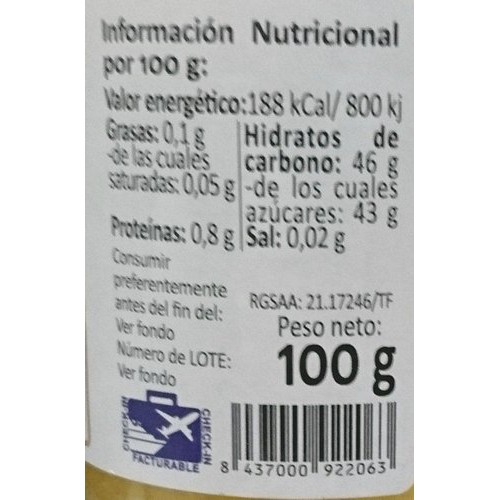 Información Nutricional
por 100 g:
Valor energético:188 kCal/ 800 kj
Grasas: 0,1 g
-de las cuales
saturadas: 0,05 g
Proteínas: 0,8 g
Hidratos de
carbono: 46 g
-de los cuales
azúcares: 43 g
Sal: 0,02 g
Consumir
preferentemente
antes del fin del:
Ver fondo
Número de LOTE:
Ver fondo
RGSAA: 21.17246/TF
Peso neto:
100 g
CHECK-IN
FACTURABLE
CHECK-IN
8 437000 922063